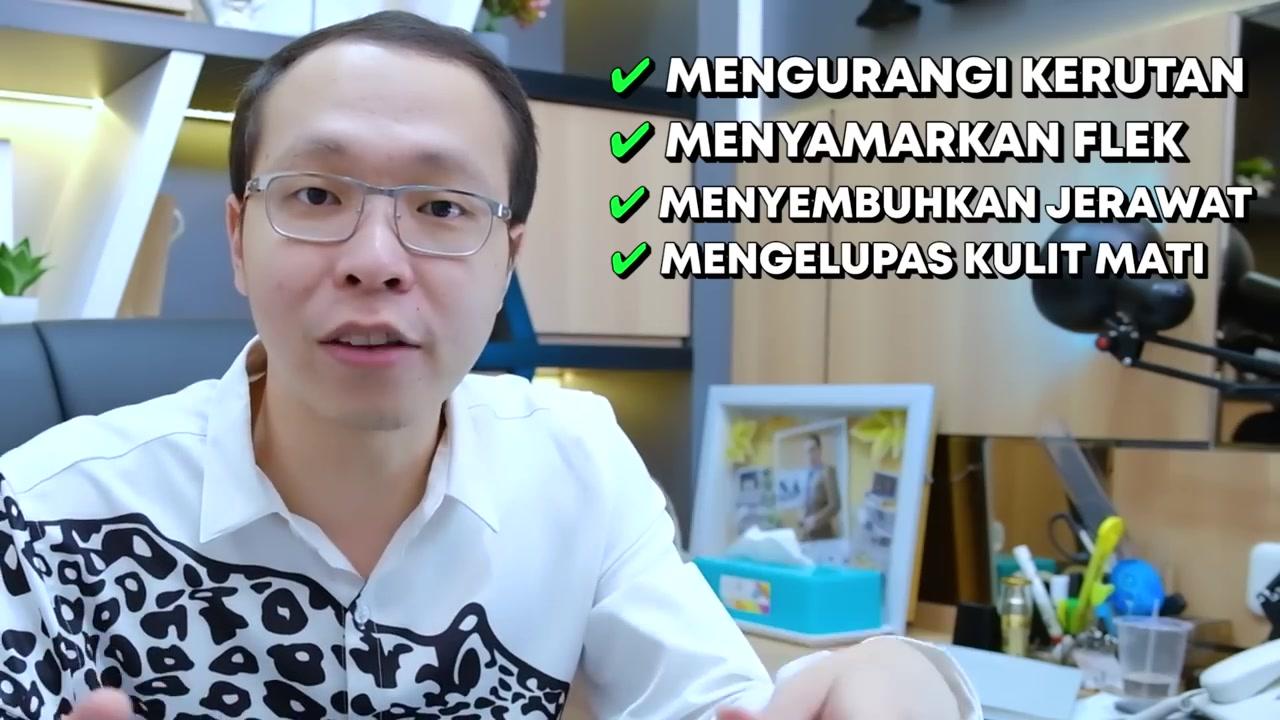 ✔ MENGURANGI KERUTAN
✔ MENYAMARKAN FLEK
✔ MENYEMBUHKAN JERAWAT
✔ MENGELUPAS KULIT MATI